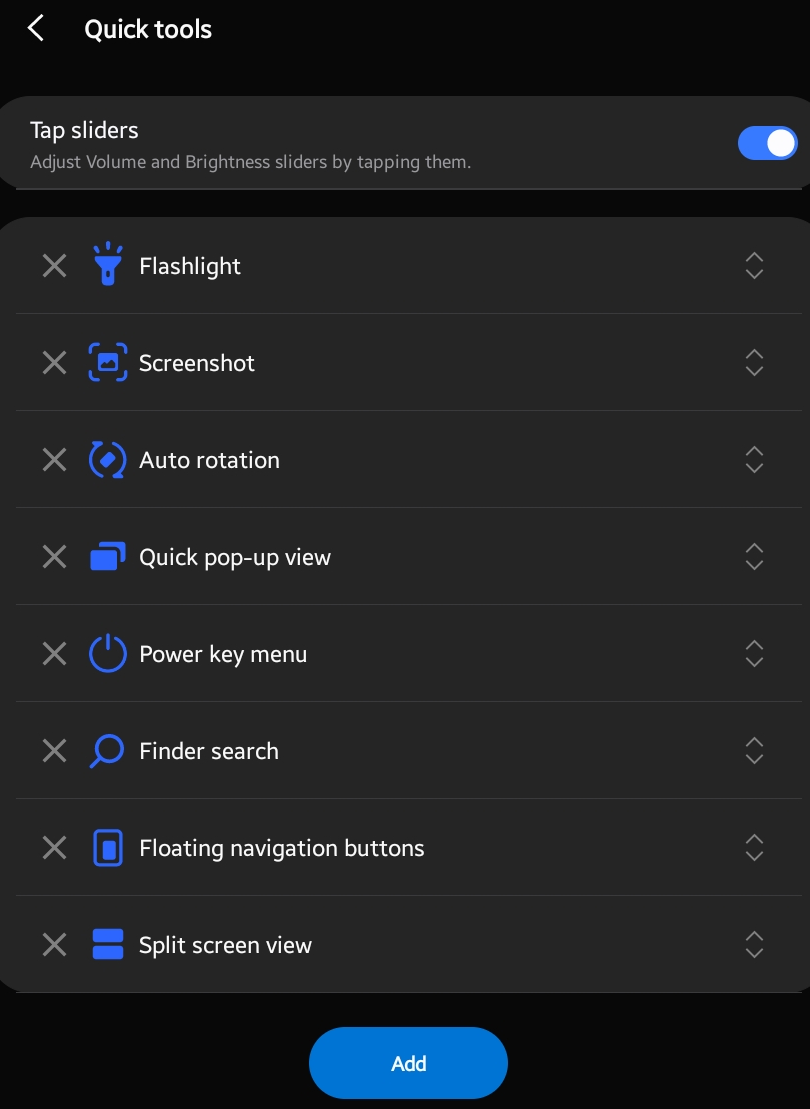 Quick tools
Tap sliders
Adjust Volume and Brightness sliders by tapping them.
Flashlight
Screenshot
Auto rotation
Quick pop-up view
Power key menu
Finder search
Floating navigation buttons
Split screen view
Add